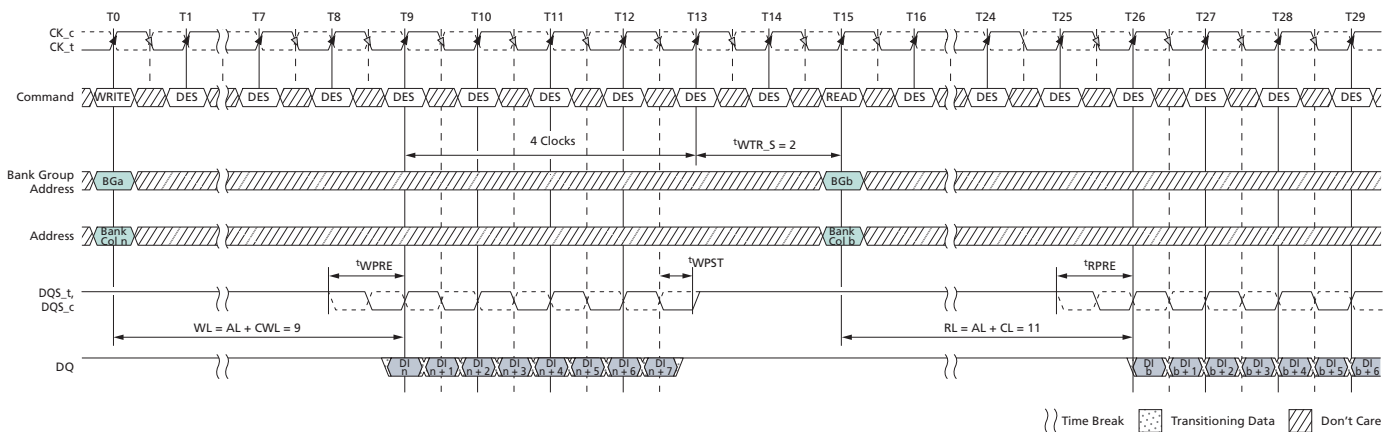 T0 T1 T7 T8 T9 T10 T11 T12 T13 T14 T15 T16 T24 T25 T26 T27 T28 T29
CK_c
CK_t
Command WRITE DES DES DES DES DES DES DES DES DES READ DES DES DES DES DES DES DES
4 Clocks tWTR_S = 2
Bank Group
Address BGa BGb
Address Bank
Col n Bank
Col b
tWPRE tWPST tRPRE
DQS_t,
DQS_c
WL = AL + CWL = 9 RL = AL + CL = 11
DQ DI
n DI
n + 1 DI
n + 2 DI
n + 3 DI
n + 4 DI
n + 5 DI
n + 6 DI
n + 7 DI
b DI
b + 1 DI
b + 2 DI
b + 3 DI
b + 4 DI
b + 5 DI
b + 6
Time Break Transitioning Data Don't Care